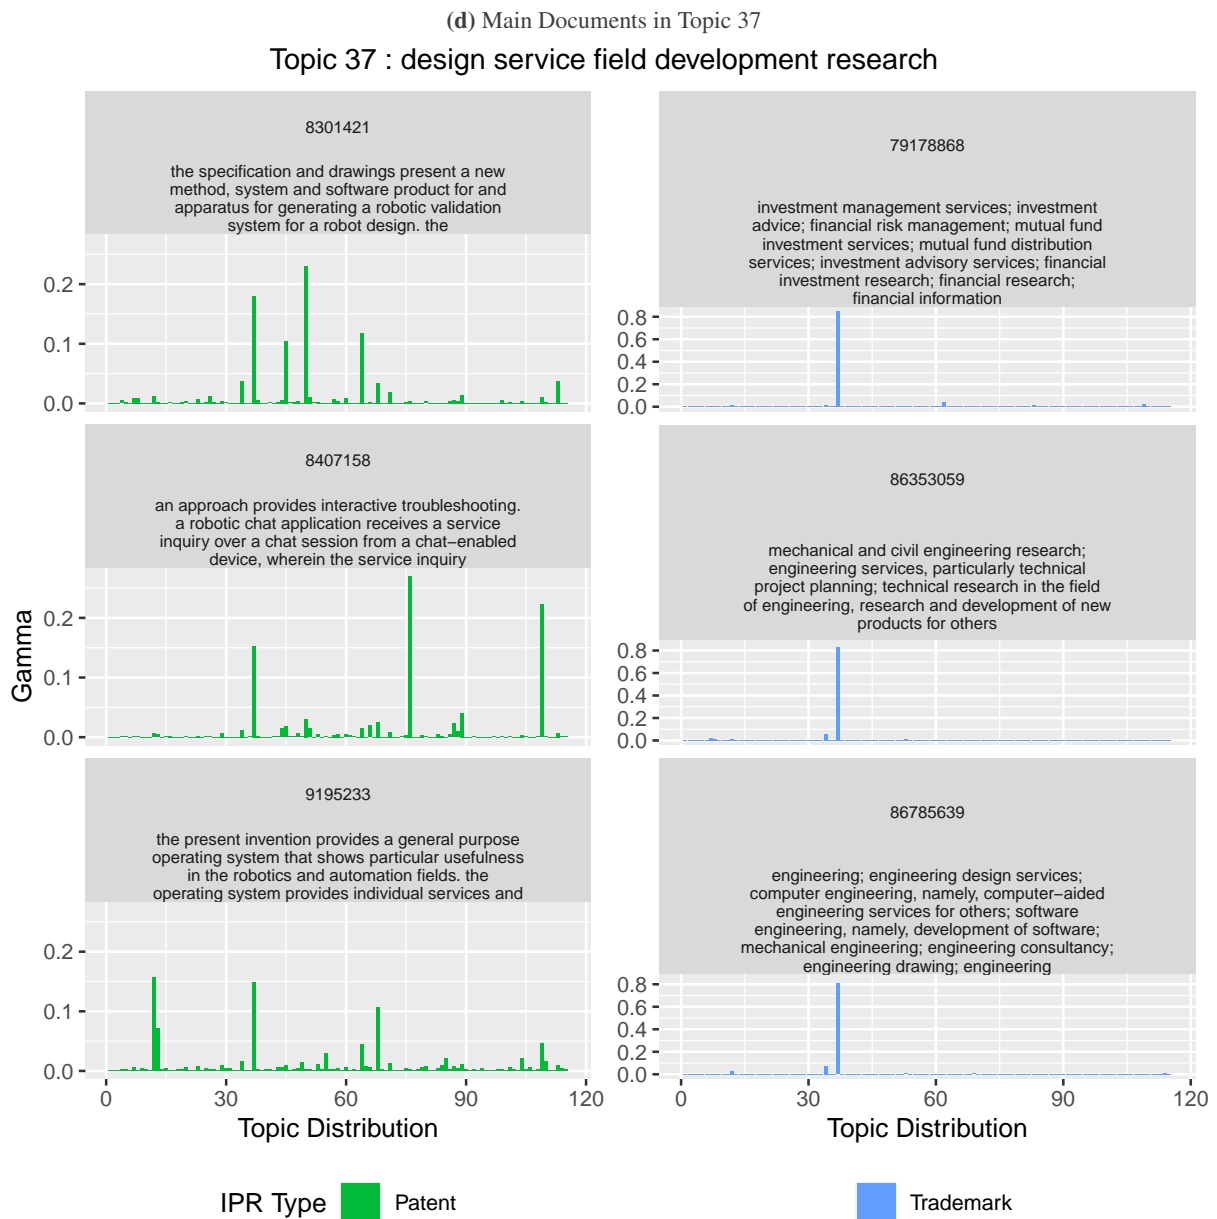 (d) Main Documents in Topic 37
Topic 37 : design service field development research
8301421
the specification and drawings present a new
method, system and software product for and
apparatus for generating a robotic validation
system for a robot design. the
0.2
0.1
0.0
8407158
an approach provides interactive troubleshooting.
a robotic chat application receives a service
inquiry over a chat session from a chat−enabled
device, wherein the service inquiry
0.2
0.1
0.0
9195233
the present invention provides a general purpose
operating system that shows particular usefulness
in the robotics and automation fields. the
operating system provides individual services and
0.2
0.1
0.0
0 30 60 90 120
Topic Distribution
Gamma
79178868
investment management services; investment
advice; financial risk management; mutual fund
investment services; mutual fund distribution
services; investment advisory services; financial
investment research; financial research;
financial information
0.8
0.6
0.4
0.2
0.0
86353059
mechanical and civil engineering research;
engineering services, particularly technical
project planning; technical research in the field
of engineering, research and development of new
products for others
0.8
0.6
0.4
0.2
0.0
86785639
engineering; engineering design services;
computer engineering, namely, computer−aided
engineering services for others; software
engineering, namely, development of software;
mechanical engineering; engineering consultancy;
engineering drawing; engineering
0.8
0.6
0.4
0.2
0.0
0 30 60 90 120
Topic Distribution
IPR Type Patent Trademark